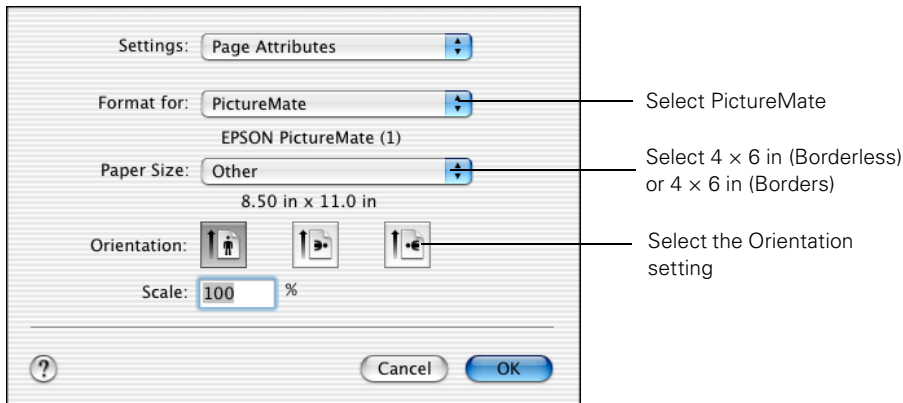 Settings: Page Attributes
Format for: PictureMate
EPSON PictureMate (1)
Select PictureMate
Paper Size: Other
8.50 in x 11.0 in
Select 4 × 6 in (Borderless)
or 4 × 6 in (Borders)
Orientation:
Select the Orientation
setting
Scale: 100 %
?
Cancel
OK